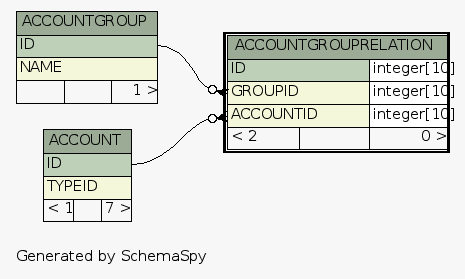 ACCOUNTGROUP
ID
NAME
1 >
ACCOUNTGROUPRELATION
ID integer[10]
GROUPID integer[10]
ACCOUNTID integer[10]
< 2 0 >
ACCOUNT
ID
TYPEID
< 1 7 >
Generated by SchemaSpy